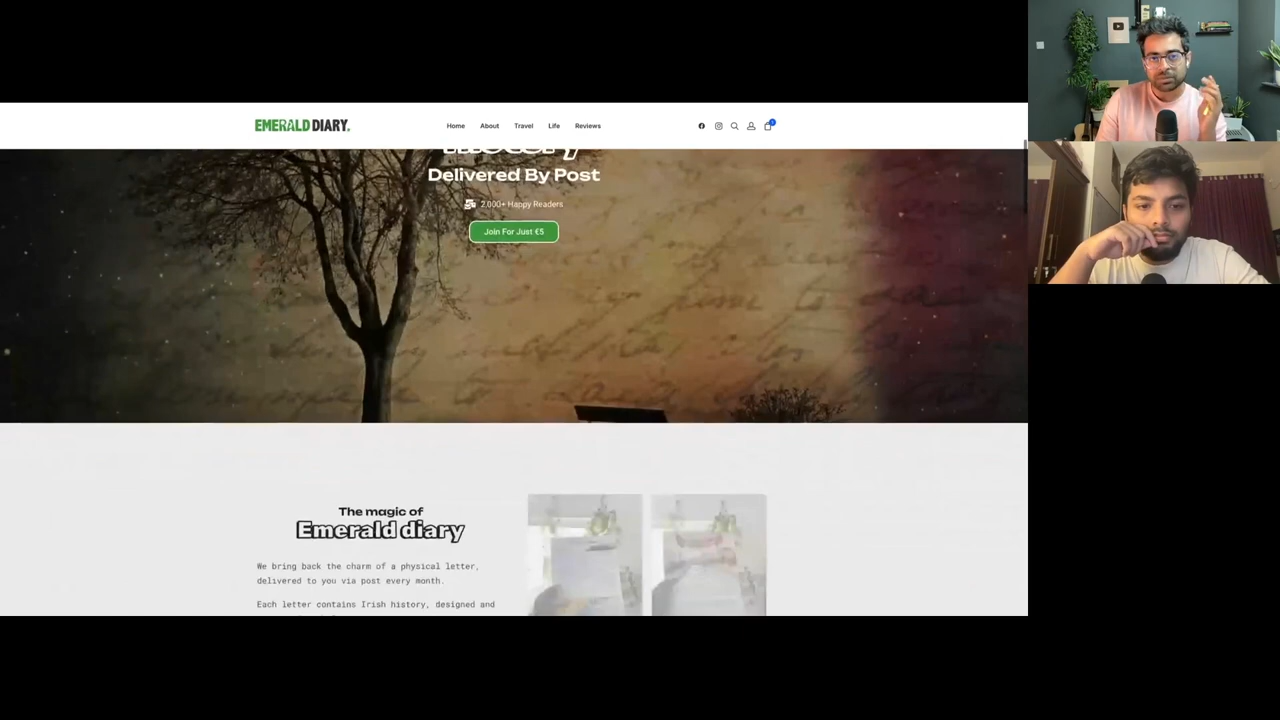 EMERALD DIARY.
Home About Travel Life Reviews
Delivered By Post
2,000+ Happy Readers
Join For Just €5
The magic of
Emerald diary
We bring back the charm of a physical letter,
delivered to you via post every month.
Each letter contains Irish history, designed and